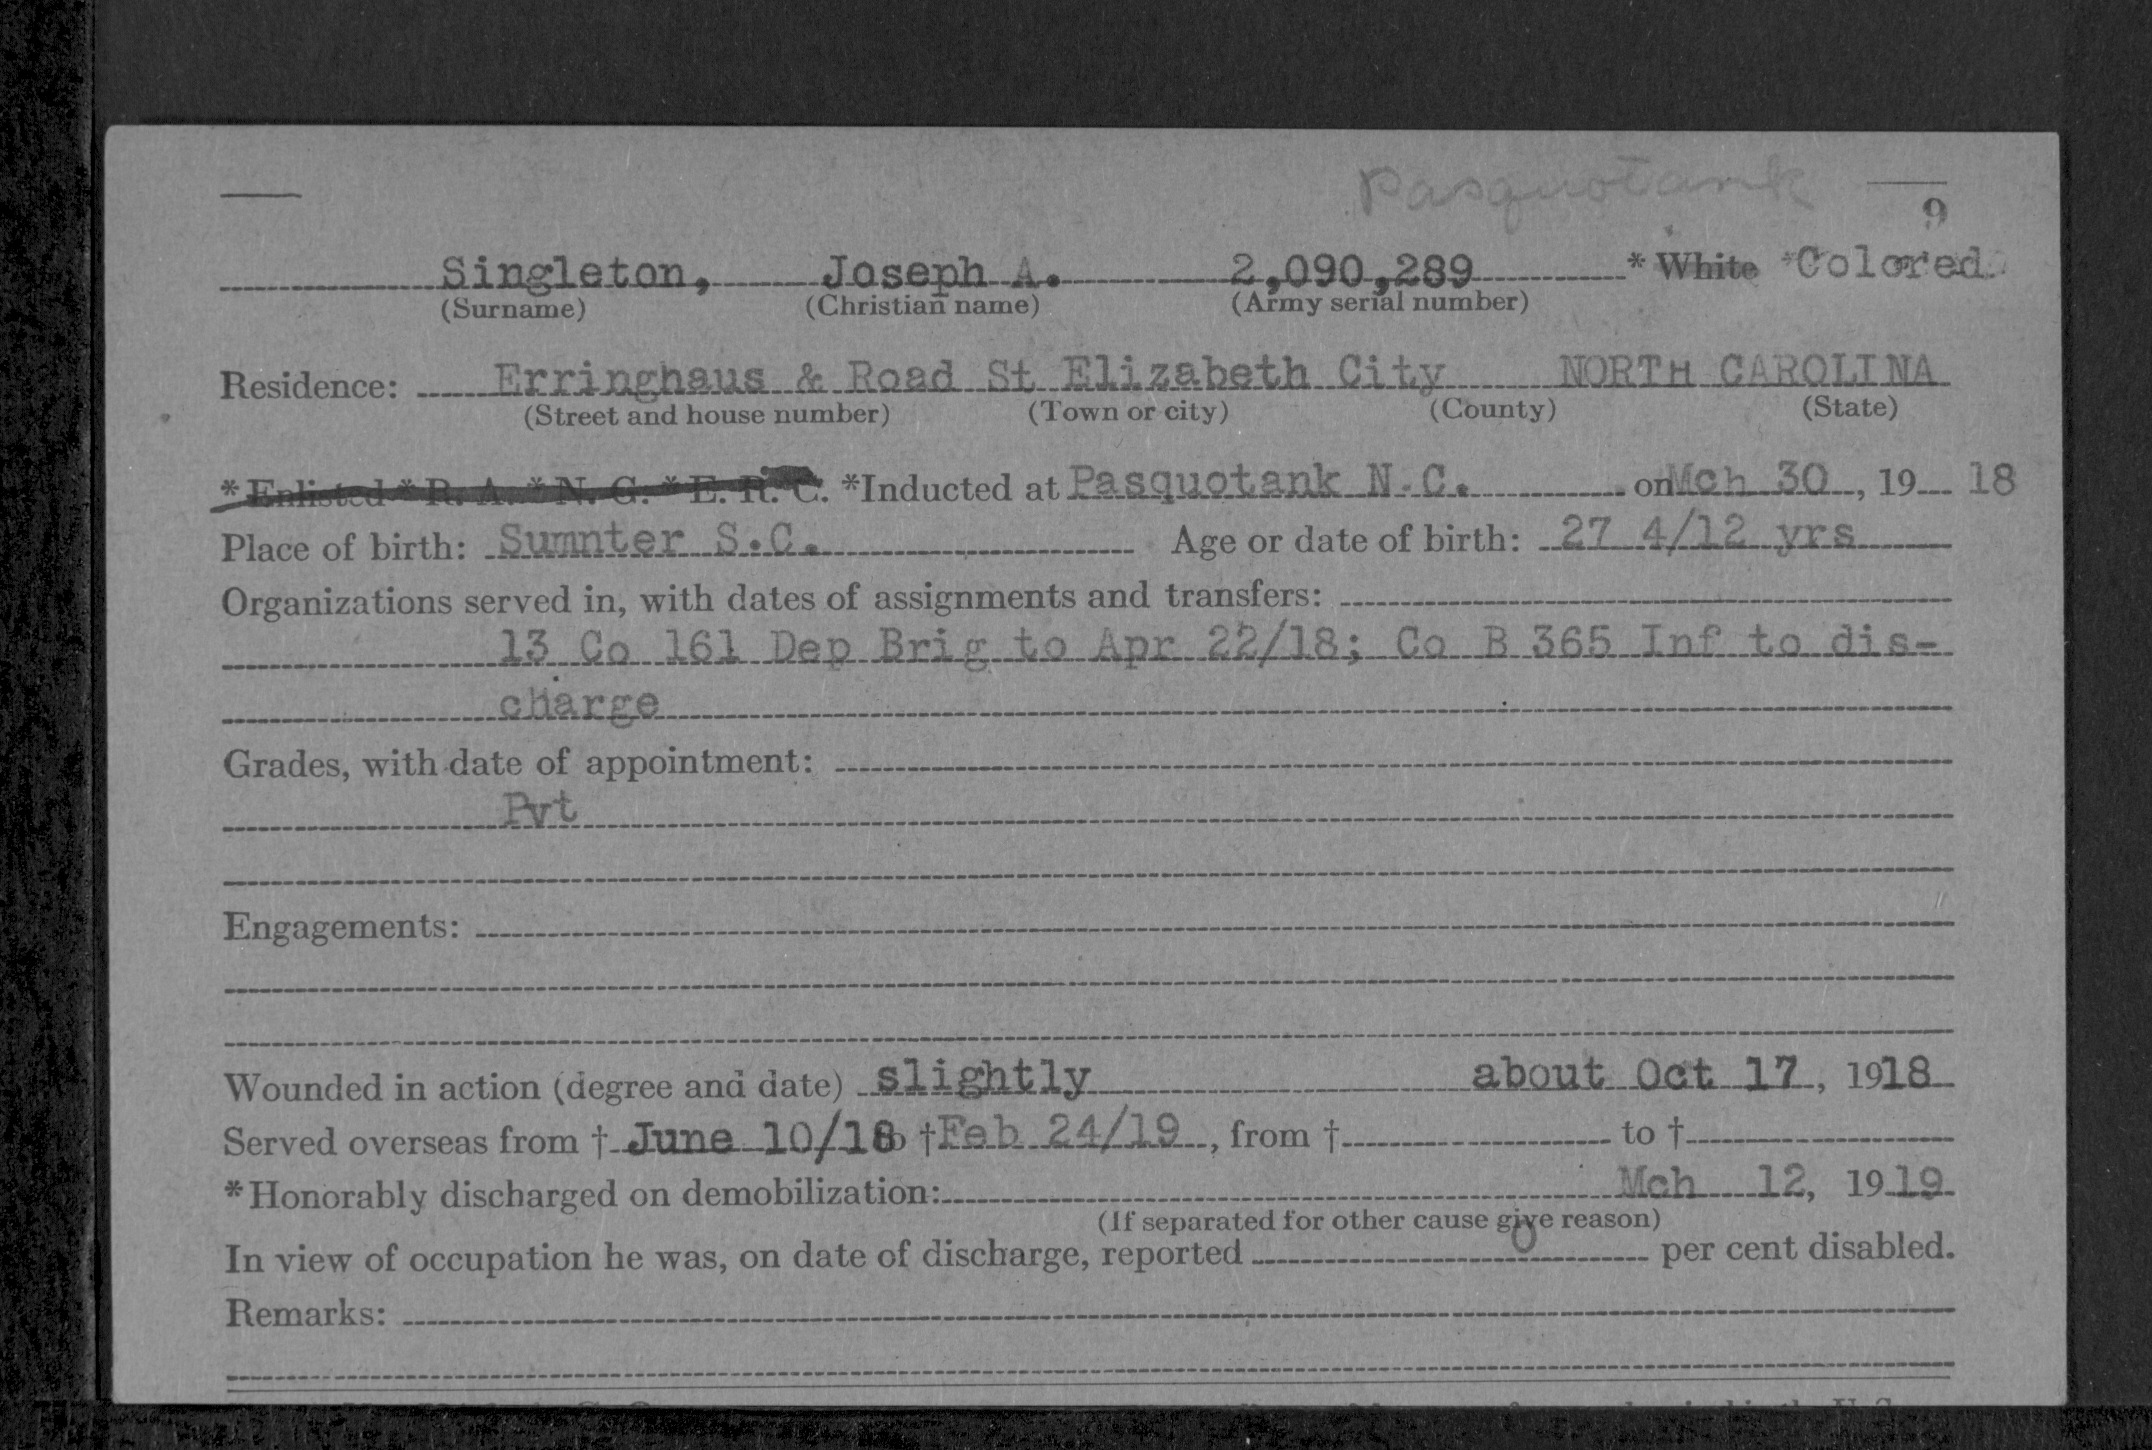 Pasquotank
9
Singleton, Joseph A. 2,090,289 * White *Colored
(Surname) (Christian name) (Army serial number)
Residence: Erringhaus & Road St Elizabeth City NORTH CAROLINA
(Street and house number) (Town or city) (County) (State)
*Enlisted *R. A. *N. G. *E. R. C. *Inducted at Pasquotank N.C. on Mch 30, 19 18
Place of birth: Sumnter S.C. Age or date of birth: 27 4/12 yrs
Organizations served in, with dates of assignments and transfers:
13 Co 161 Dep Brig to Apr 22/18; Co B 365 Inf to dis-
charge
Grades, with date of appointment:
Pvt
Engagements:
Wounded in action (degree and date) slightly about Oct 17, 1918
Served overseas from † June 10/18 to † Feb 24/19, from † to †
*Honorably discharged on demobilization: Mch 12, 19 19
(If separated for other cause give reason)
In view of occupation he was, on date of discharge, reported 0 per cent disabled.
Remarks: